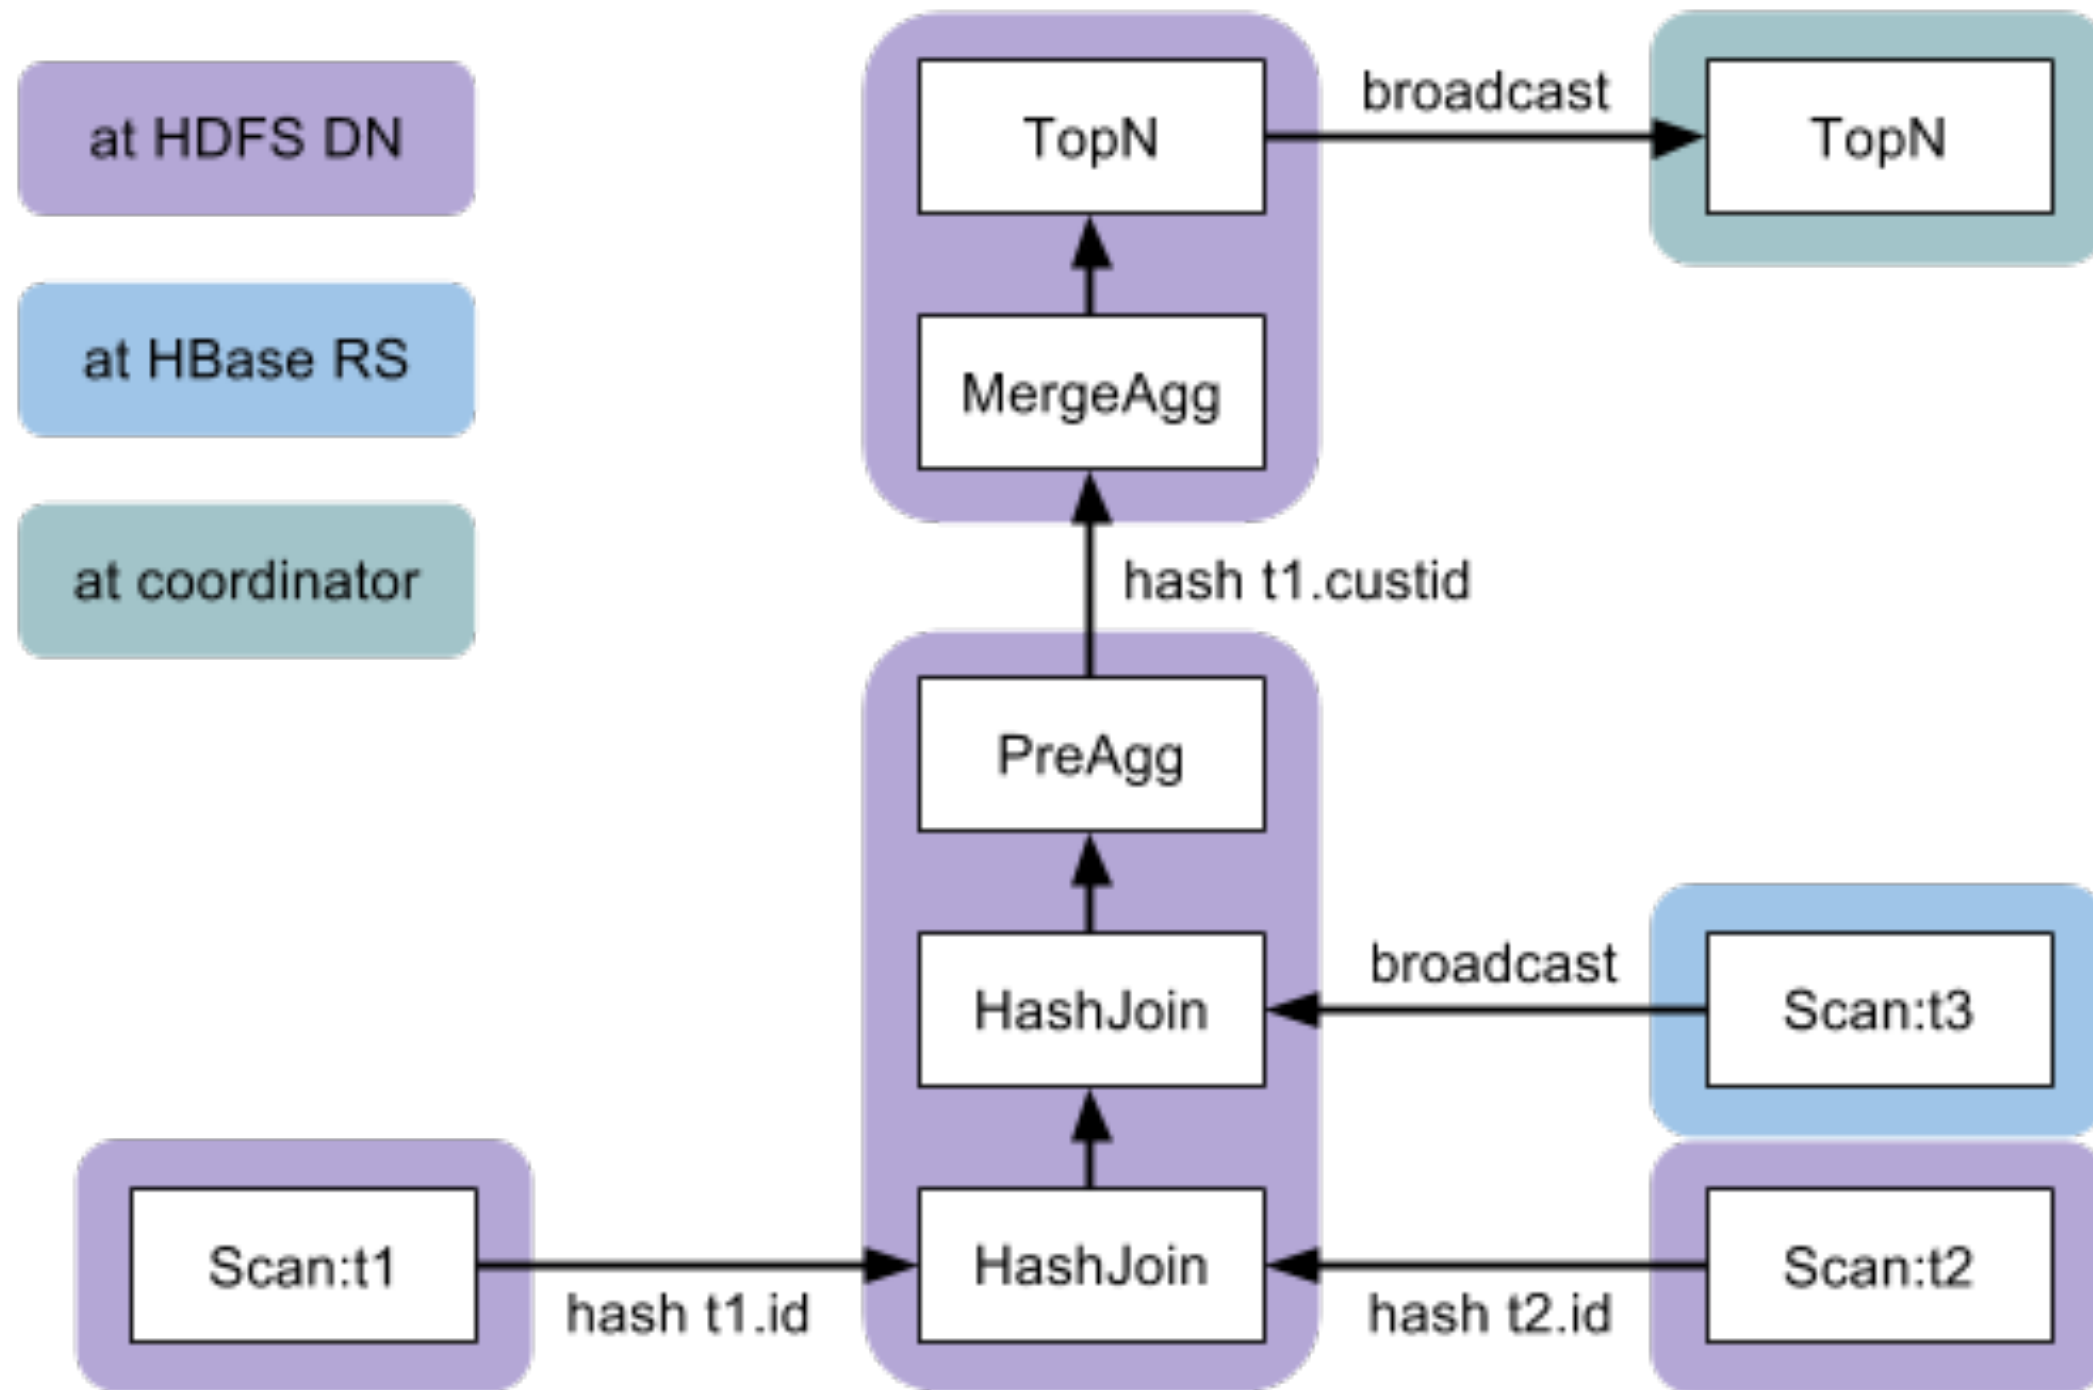 at HDFS DN
at HBase RS
at coordinator
TopN
broadcast
TopN
MergeAgg
hash t1.custid
PreAgg
HashJoin
broadcast
Scan:t3
Scan:t1
hash t1.id
HashJoin
hash t2.id
Scan:t2